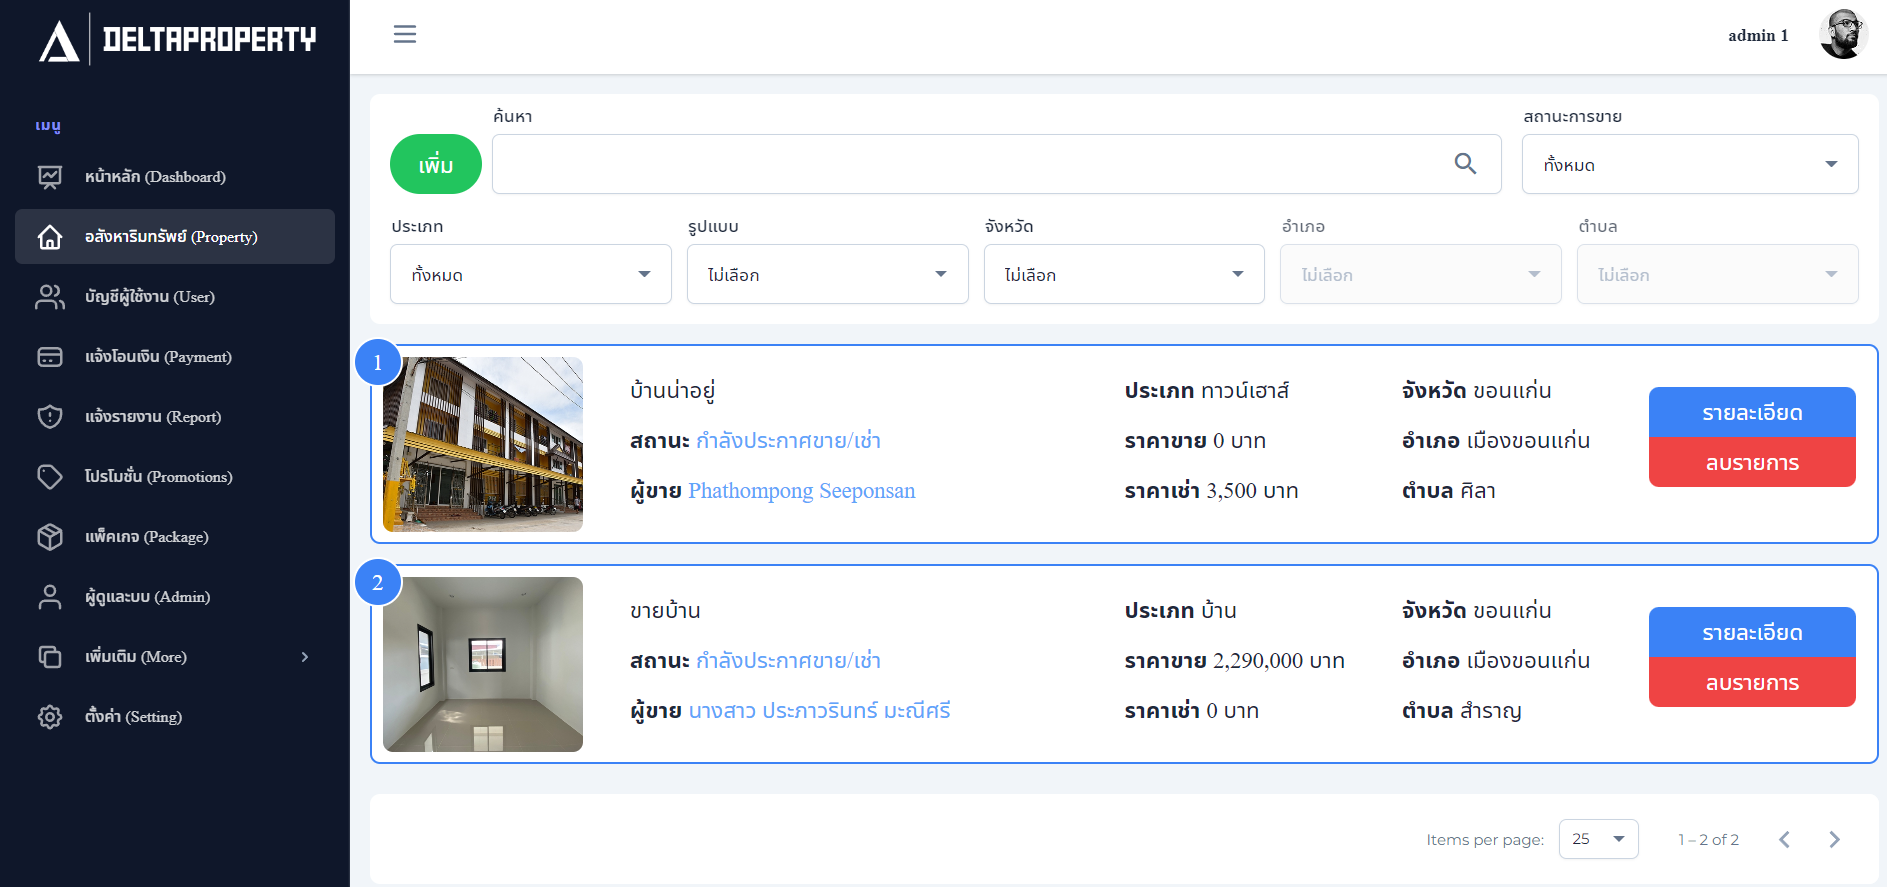 DELTAPROPERTY
admin 1
เมนู
หน้าหลัก (Dashboard)
อสังหาริมทรัพย์ (Property)
บัญชีผู้ใช้งาน (User)
แจ้งโอนเงิน (Payment)
แจ้งรายงาน (Report)
โปรโมชั่น (Promotions)
แพ็คเกจ (Package)
ผู้ดูและบบ (Admin)
เพิ่มเติม (More)
ตั้งค่า (Setting)
ค้นหา
สถานะการขาย
เพิ่ม
ทั้งหมด
ประเภท
รูปแบบ
จังหวัด
อำเภอ
ตำบล
ทั้งหมด
ไม่เลือก
ไม่เลือก
ไม่เลือก
ไม่เลือก
1
บ้านน่าอยู่
สถานะ กำลังประกาศขาย/เช่า
ผู้ขาย Phathompong Seeponsan
ประเภท ทาวน์เฮาส์
ราคาขาย 0 บาท
ราคาเช่า 3,500 บาท
จังหวัด ขอนแก่น
อำเภอ เมืองขอนแก่น
ตำบล ศิลา
รายละเอียด
ลบรายการ
2
ขายบ้าน
สถานะ กำลังประกาศขาย/เช่า
ผู้ขาย นางสาว ประภาวรินทร์ มะณีศรี
ประเภท บ้าน
ราคาขาย 2,290,000 บาท
ราคาเช่า 0 บาท
จังหวัด ขอนแก่น
อำเภอ เมืองขอนแก่น
ตำบล สำราญ
รายละเอียด
ลบรายการ
Items per page: 25 1 – 2 of 2